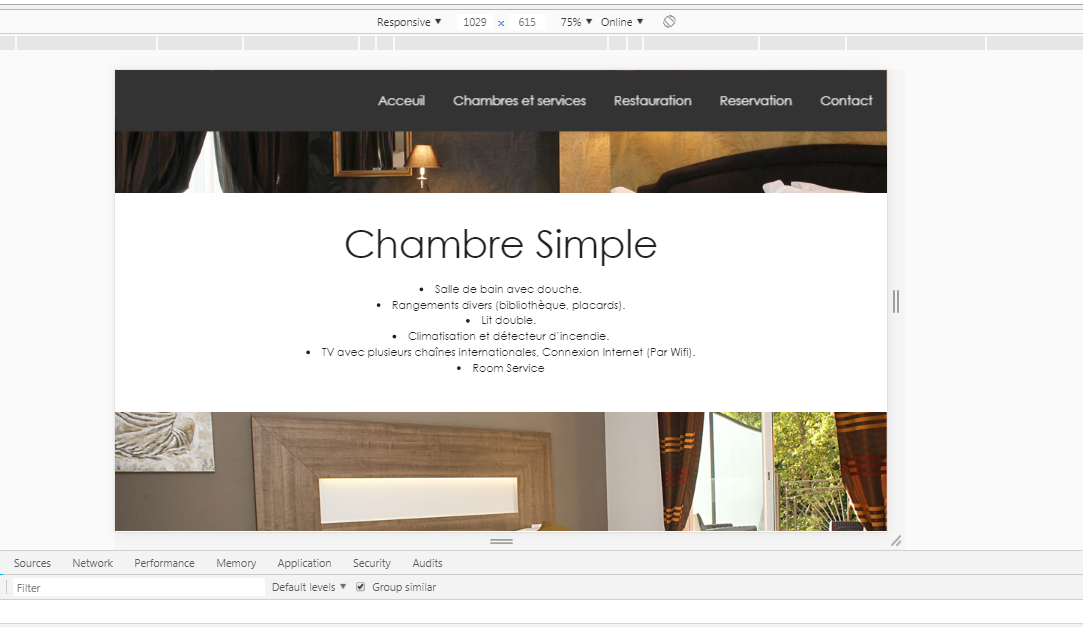 Responsive ▼ 1029 x 615 75% ▼ Online ▼
Acceuil Chambres et services Restauration Reservation Contact
Chambre Simple
• Salle de bain avec douche.
• Rangements divers (bibliothèque, placards).
• Lit double.
• Climatisation et détecteur d'incendie.
• TV avec plusieurs chaînes internationales, Connexion Internet (Par Wifi).
• Room Service
Sources Network Performance Memory Application Security Audits
Filter Default levels ▼ Group similar